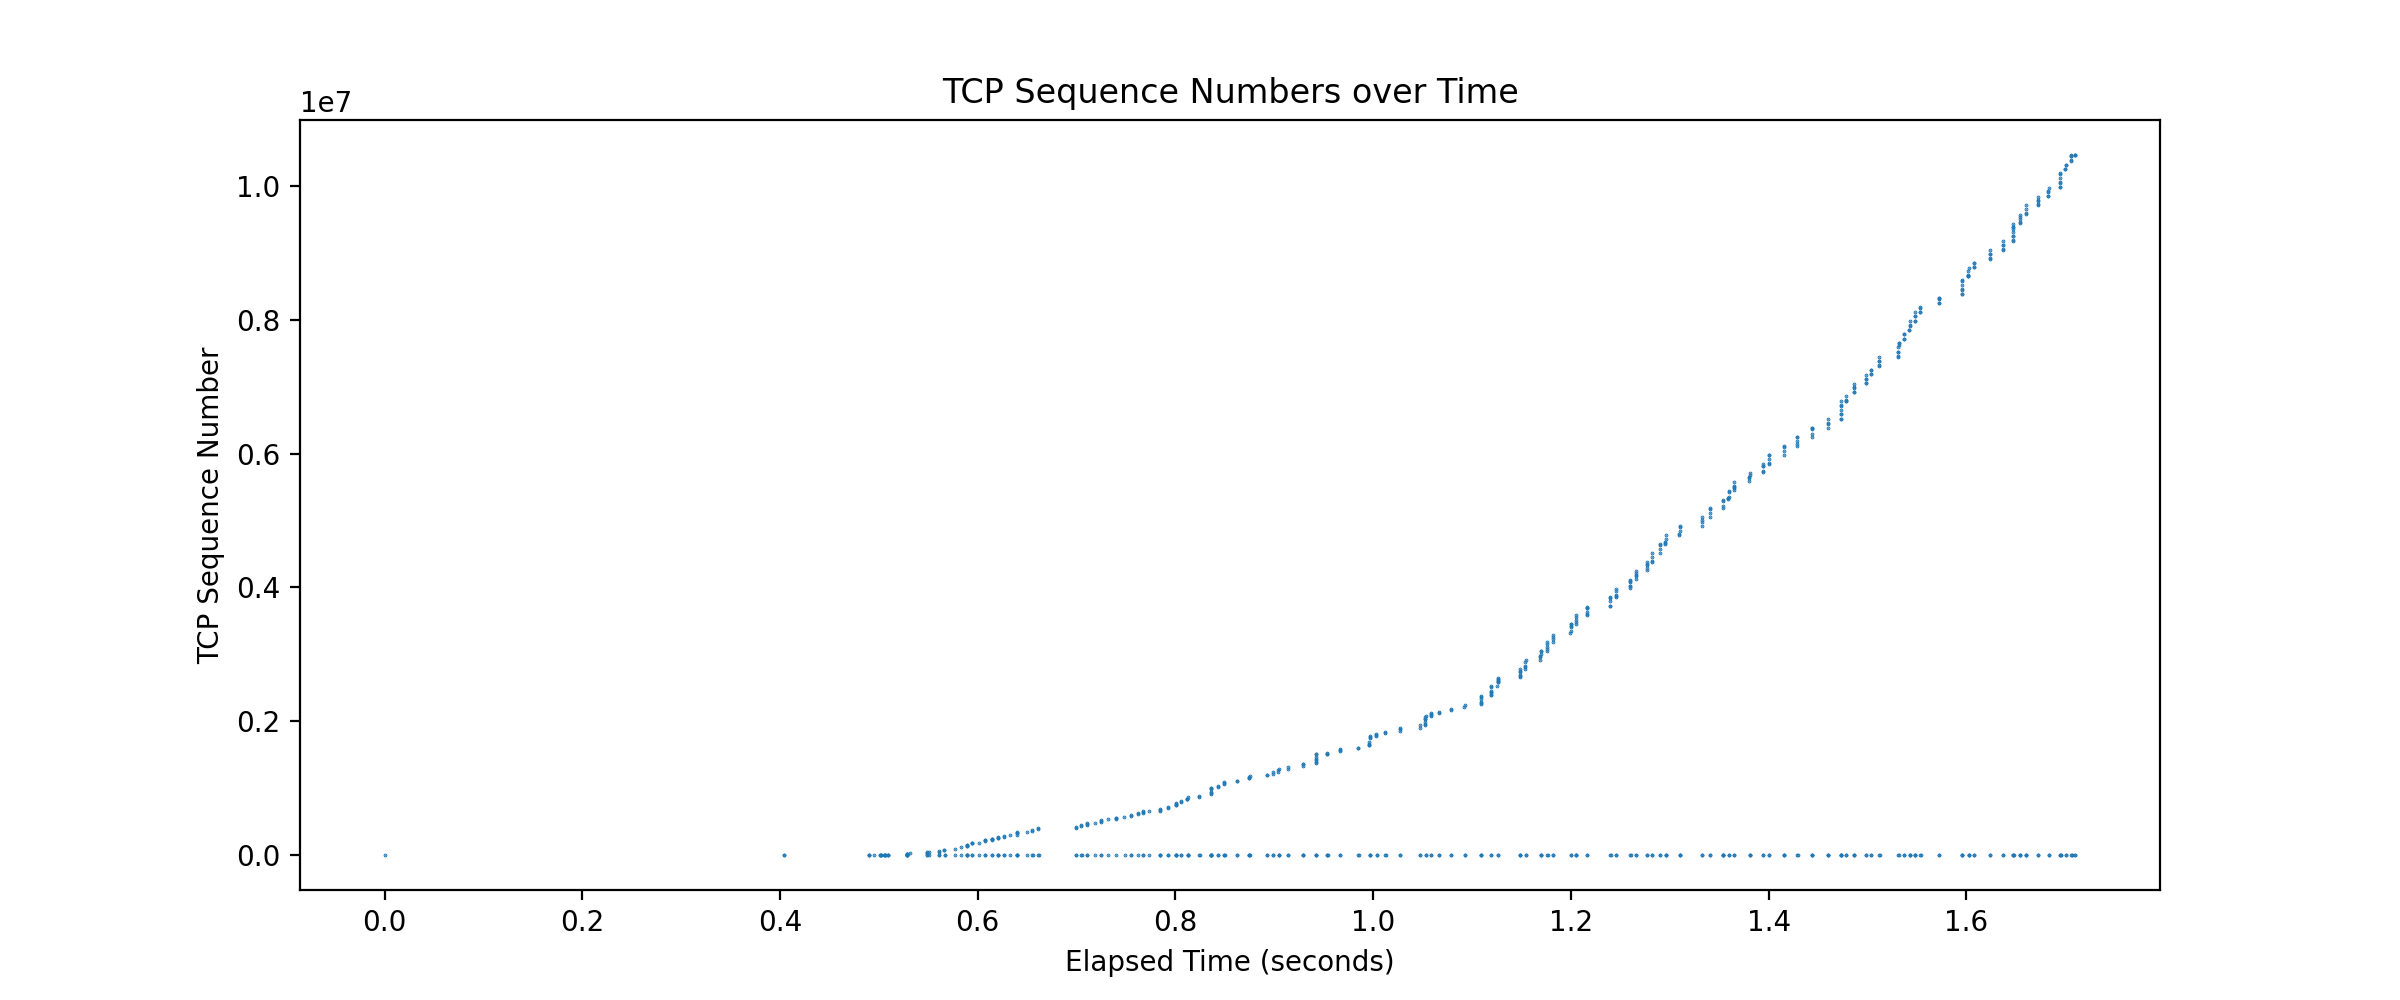 TCP Sequence Numbers over Time
1e7
1.0
0.8
0.6
0.4
0.2
0.0
TCP Sequence Number
0.0 0.2 0.4 0.6 0.8 1.0 1.2 1.4 1.6
Elapsed Time (seconds)